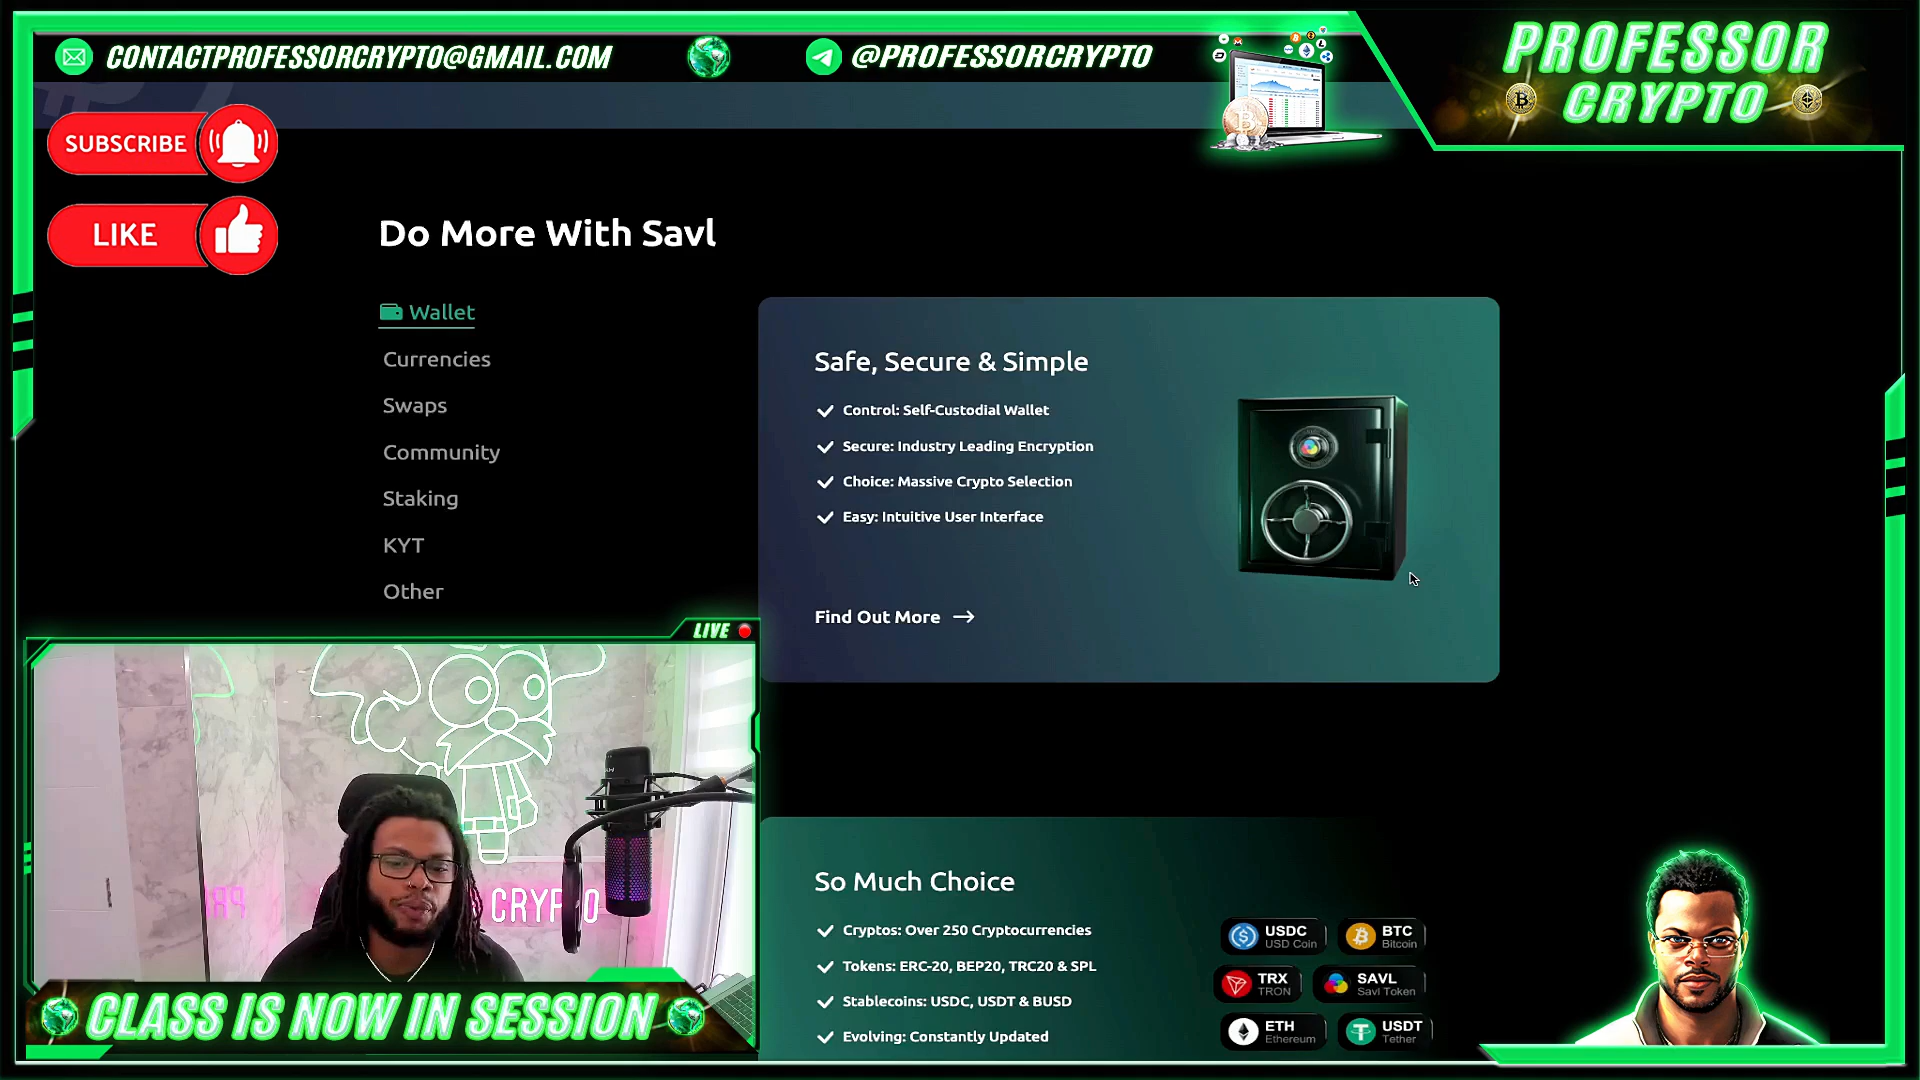 CONTACTPROFESSORCRYPTO@GMAIL.COM
@PROFESSORCRYPTO
PROFESSOR
CRYPTO
SUBSCRIBE
LIKE
Do More With Savl
Wallet
Currencies
Swaps
Community
Staking
KYT
Other
Safe, Secure & Simple
Control: Self-Custodial Wallet
Secure: Industry Leading Encryption
Choice: Massive Crypto Selection
Easy: Intuitive User Interface
Find Out More
LIVE
CRYPTO
So Much Choice
Cryptos: Over 250 Cryptocurrencies
Tokens: ERC-20, BEP20, TRC20 & SPL
Stablecoins: USDC, USDT & BUSD
Evolving: Constantly Updated
USDC
USD Coin
BTC
Bitcoin
TRX
TRON
SAVL
Savl Token
ETH
Ethereum
USDT
Tether
CLASS IS NOW IN SESSION